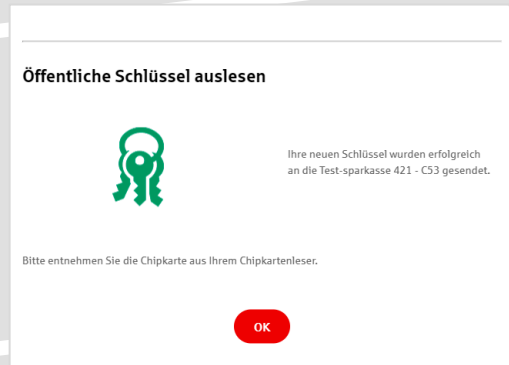 Öffentliche Schlüssel auslesen
Ihre neuen Schlüssel wurden erfolgreich
an die Test-sparkasse 421 - C53 gesendet.
Bitte entnehmen Sie die Chipkarte aus Ihrem Chipkartenleser.
OK